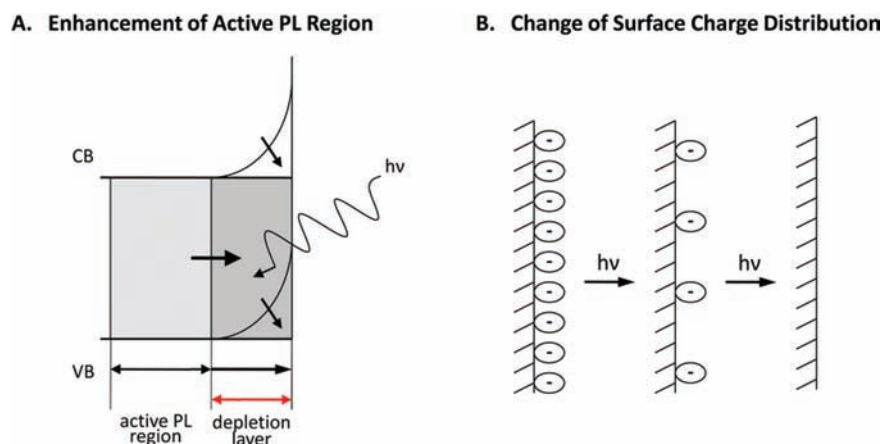 A. Enhancement of Active PL Region
CB
hν
VB
active PL
region
depletion
layer
B. Change of Surface Charge Distribution
-
-
-
-
-
-
-
-
-
hν
-
-
-
-
hν